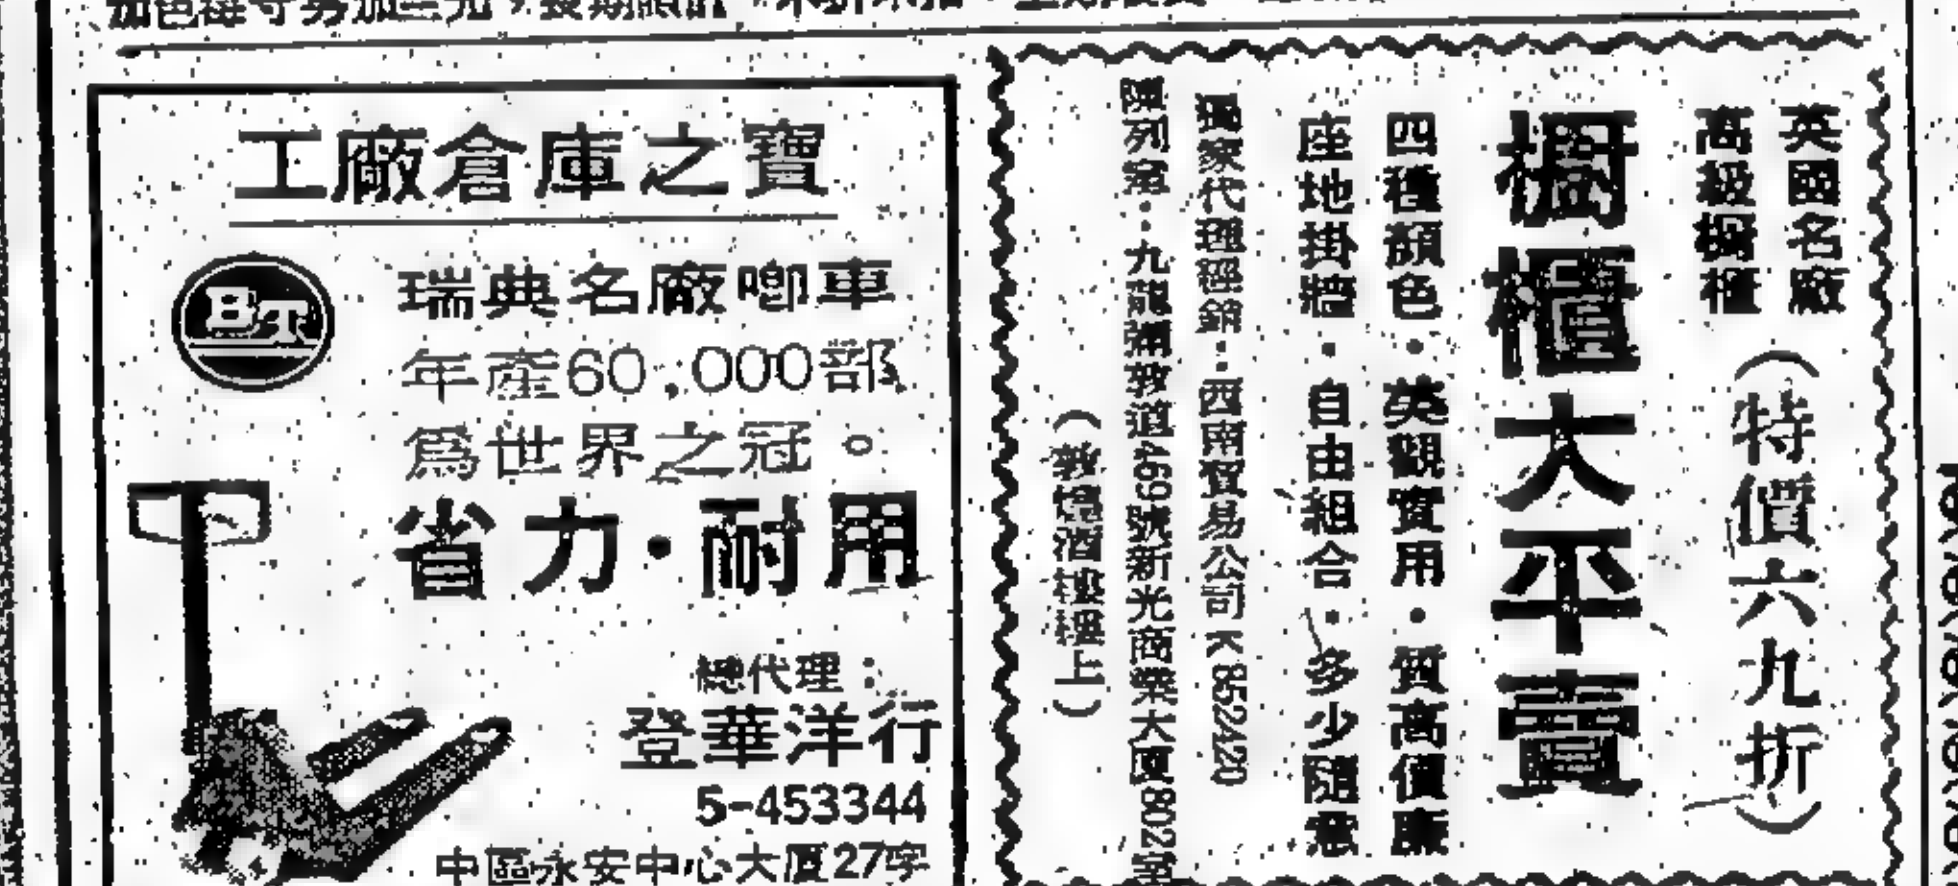 工廠倉庫之寶
BT
瑞典名廠唧車
年產60,000部
為世界之冠。
省力·耐用
總代理：
登華洋行
5-453344
中區永安中心大厦27字
英國名廠
高級櫥櫃
（特價六九折）
櫥櫃大平賣
四種顏色·美觀實用·質高價廉
座地掛牆·自由組合·多少隨意
獨家代理經銷：西南貿易公司 K 8524220
陳列室：九龍彌敦道469號新光商業大厦802室
（敦煌酒樓樓上）